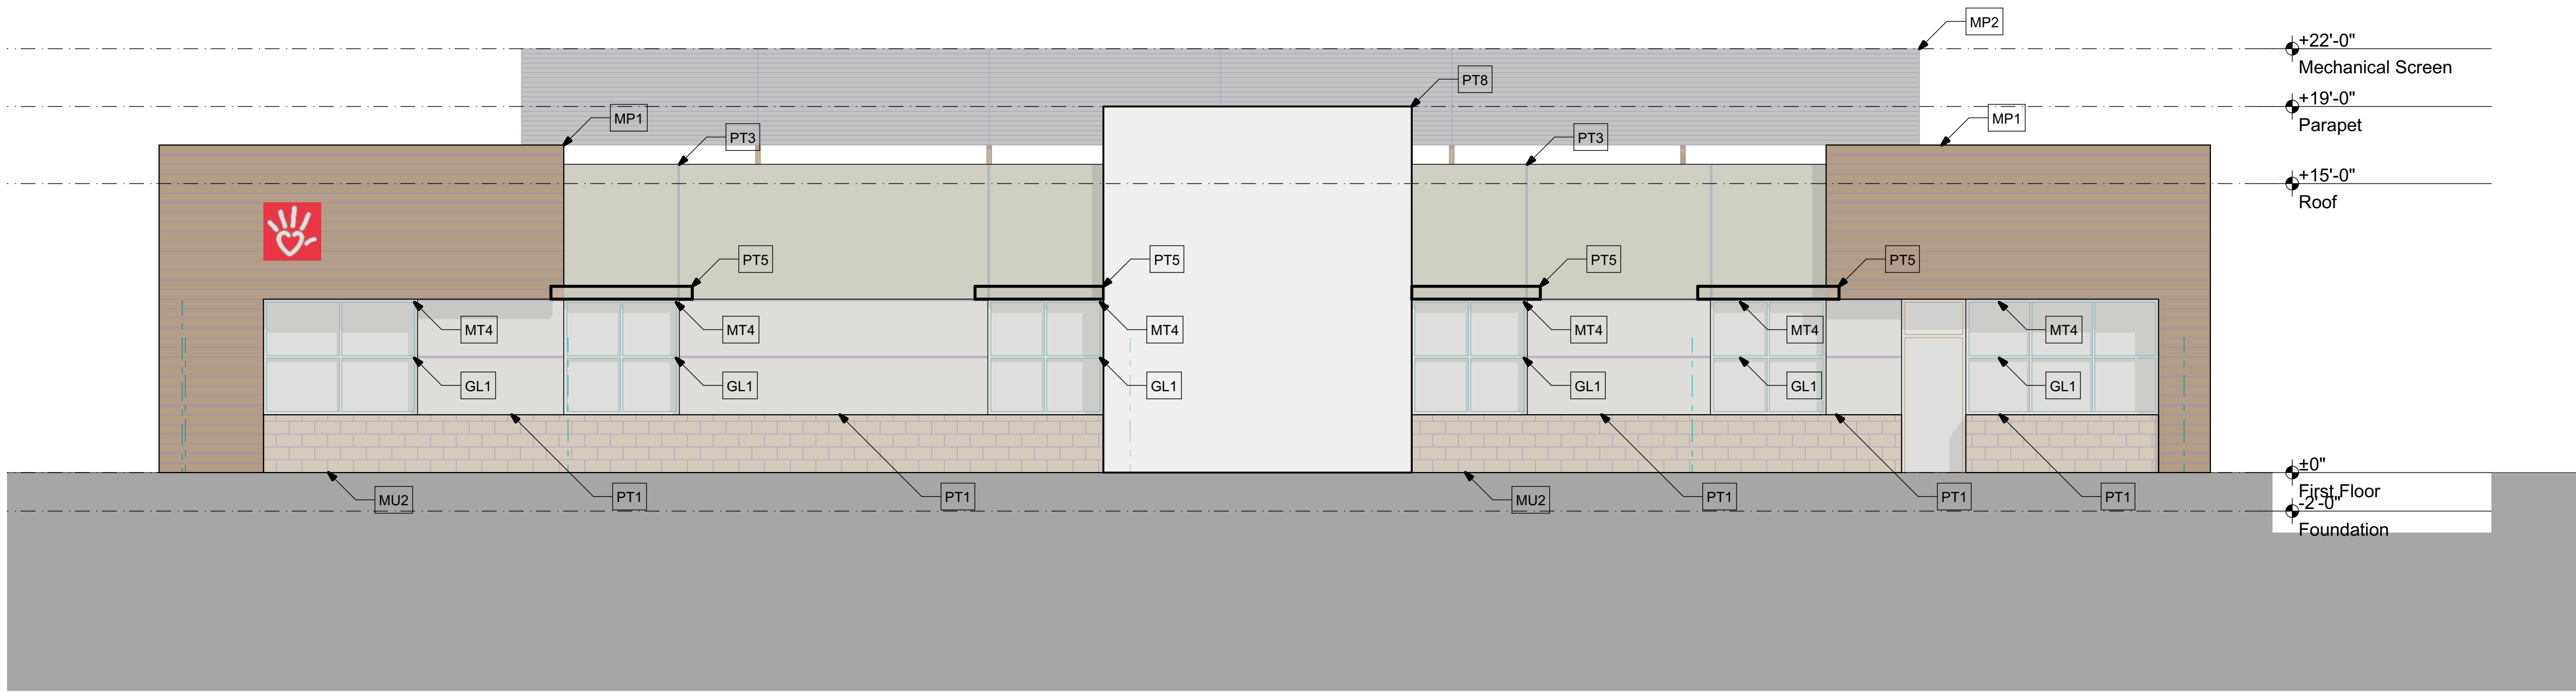 MP2
+22'-0"
Mechanical Screen
PT8
+19'-0"
Parapet
MP1
MP1
PT3
PT3
+15'-0"
Roof
PT5
PT5
PT5
PT5
MT4
MT4
MT4
MT4
MT4
MT4
GL1
GL1
GL1
GL1
GL1
GL1
±0"
First Floor
MU2
PT1
PT1
MU2
PT1
PT1
PT1
-2'-0"
Foundation